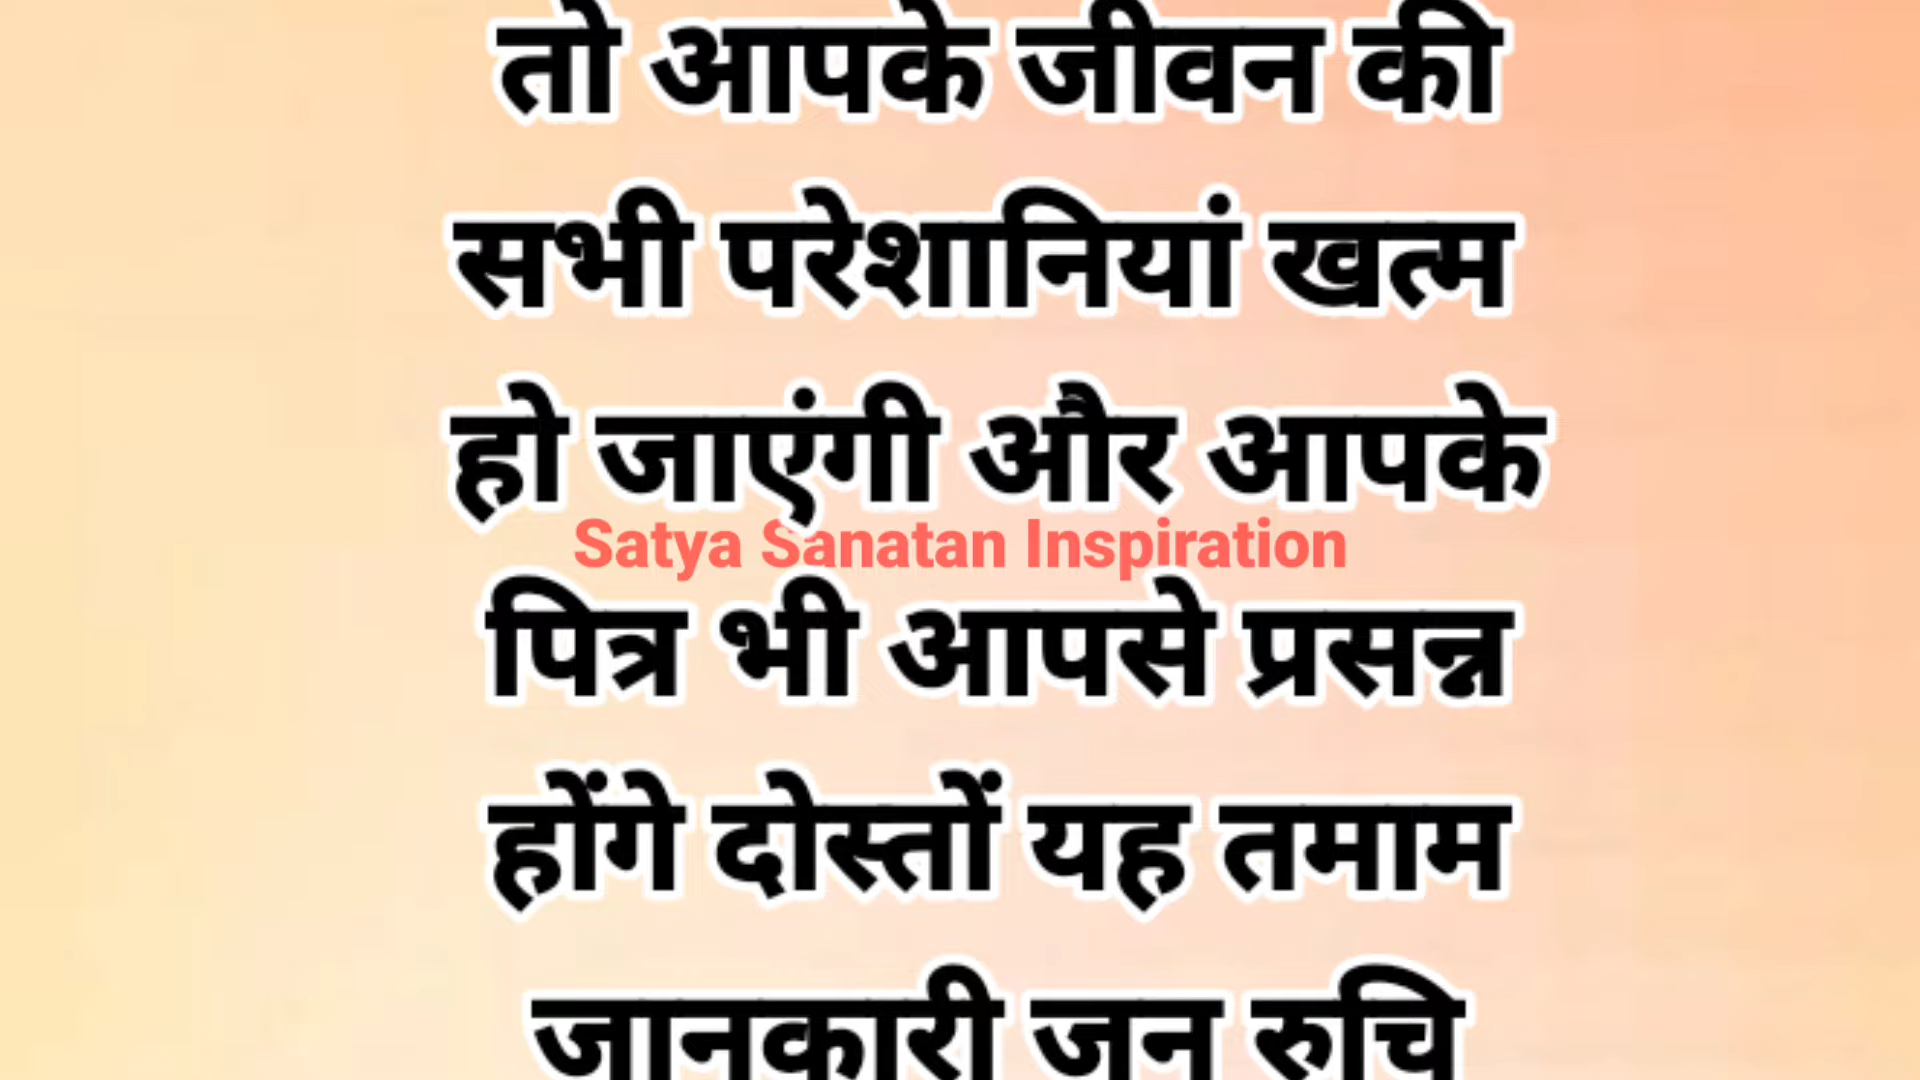 तो आपके जीवन की
सभी परेशानियां खत्म
हो जाएंगी और आपके
Satya Sanatan Inspiration
पित्र भी आपसे प्रसन्न
होंगे दोस्तों यह तमाम
जानकारी जन रुचि